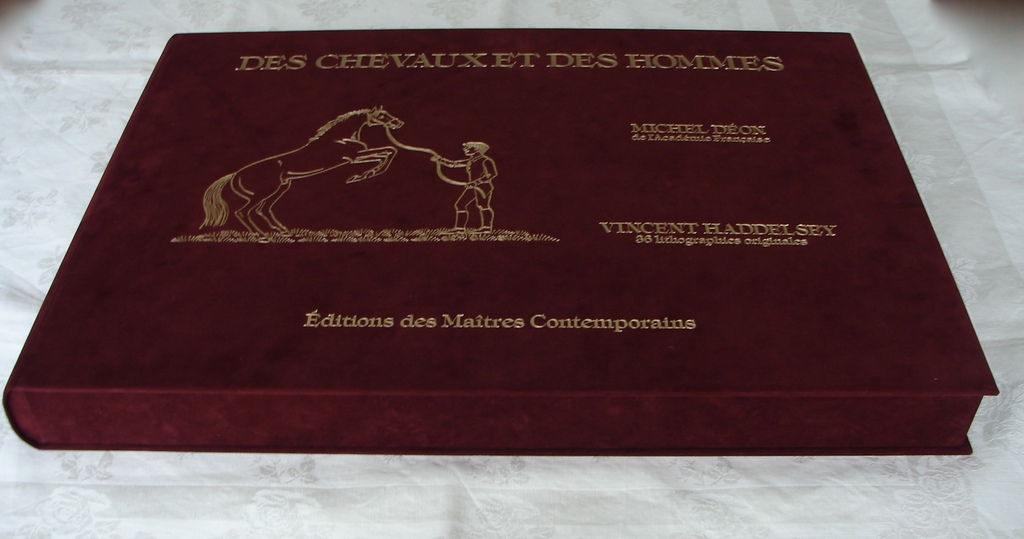 DES CHEVAUX ET DES HOMMES
MICHEL DÉON
de l'Académie Française
VINCENT HADDELSEY
36 lithographies originales
Éditions des Maîtres Contemporains